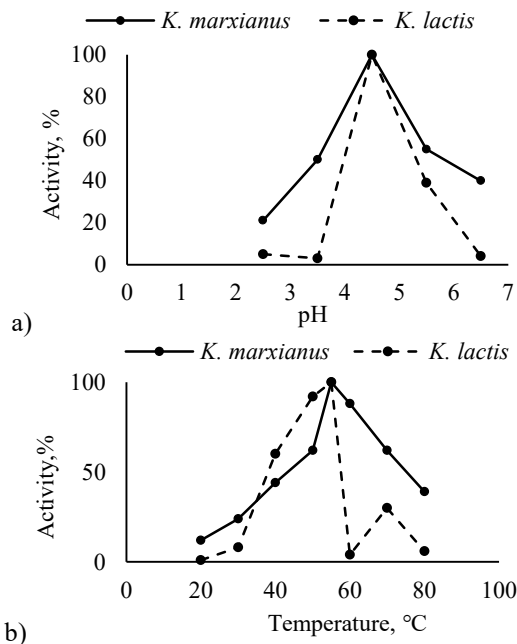 K. marxianus K. lactis
100
80
60
40
20
0
Activity, %
0 1 2 3 4 5 6 7
pH
a)
K. marxianus K. lactis
100
50
0
Activity,%
0 20 40 60 80 100
Temperature, °C
b)